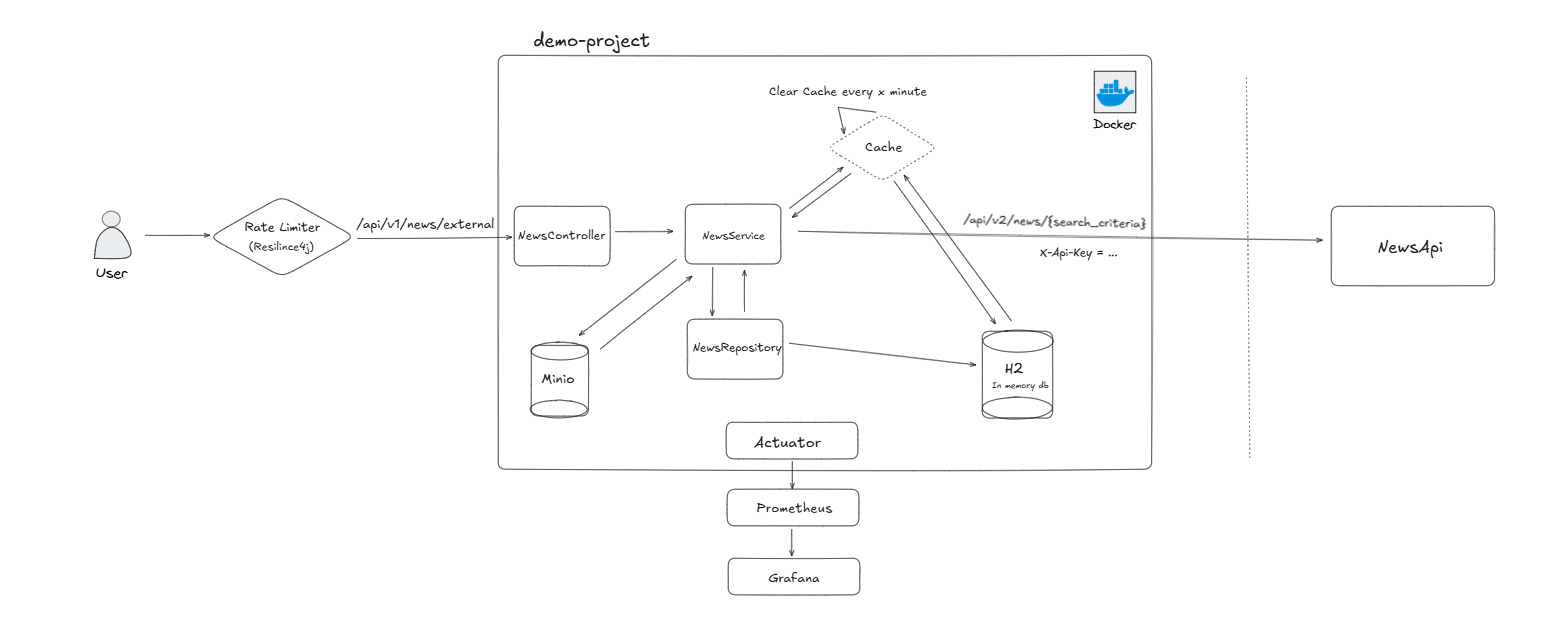 demo-project
Clear Cache every x minute
Docker
Cache
Rate Limiter
(Resilince4j)
/api/v1/news/external
User
NewsController
NewsService
/api/v2/news/{search_criteria}
X-Api-Key = ...
NewsApi
Minio
NewsRepository
H2
In memory db
Actuator
Prometheus
Grafana